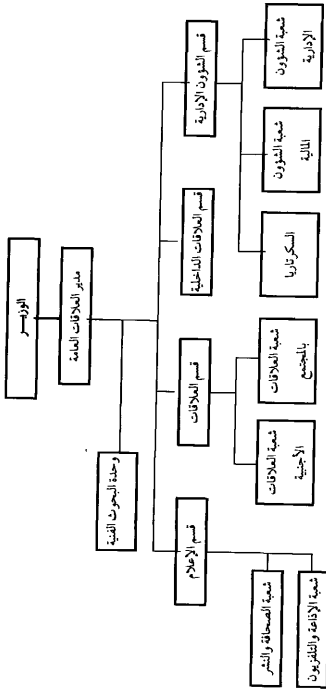 الوزيـــر
مدير العلاقات العامة
وحدة البحوث الفنية
قسم الشؤون الإدارية
قسم العلاقات الداخلية
قسم العلاقات
قسم الإعلام
شعبة الشؤون
الإدارية
شعبة الشؤون
المالية
السكرتاريا
شعبة العلاقات
بالمجتمع
شعبة العلاقات
الأجنبية
شعبة الصحافة والنشر
شعبة الإذاعة والتلفزيون